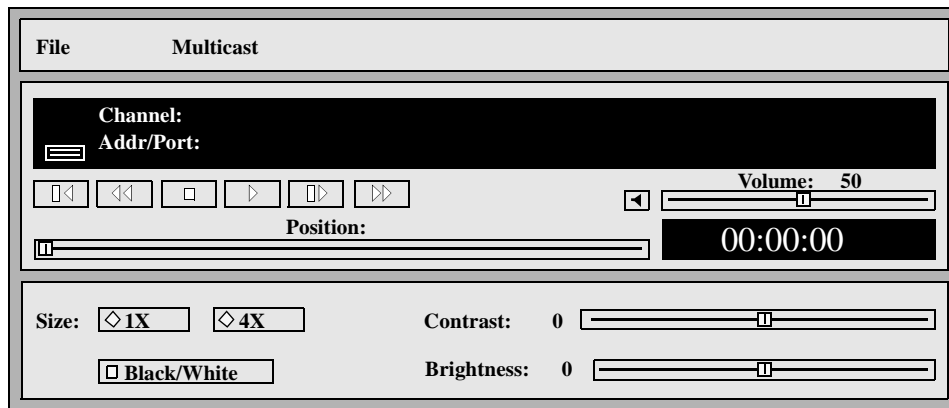 File Multicast
Channel:
Addr/Port:
Volume: 50
Position:
00:00:00
Size: 1X 4X Contrast: 0
Black/White Brightness: 0